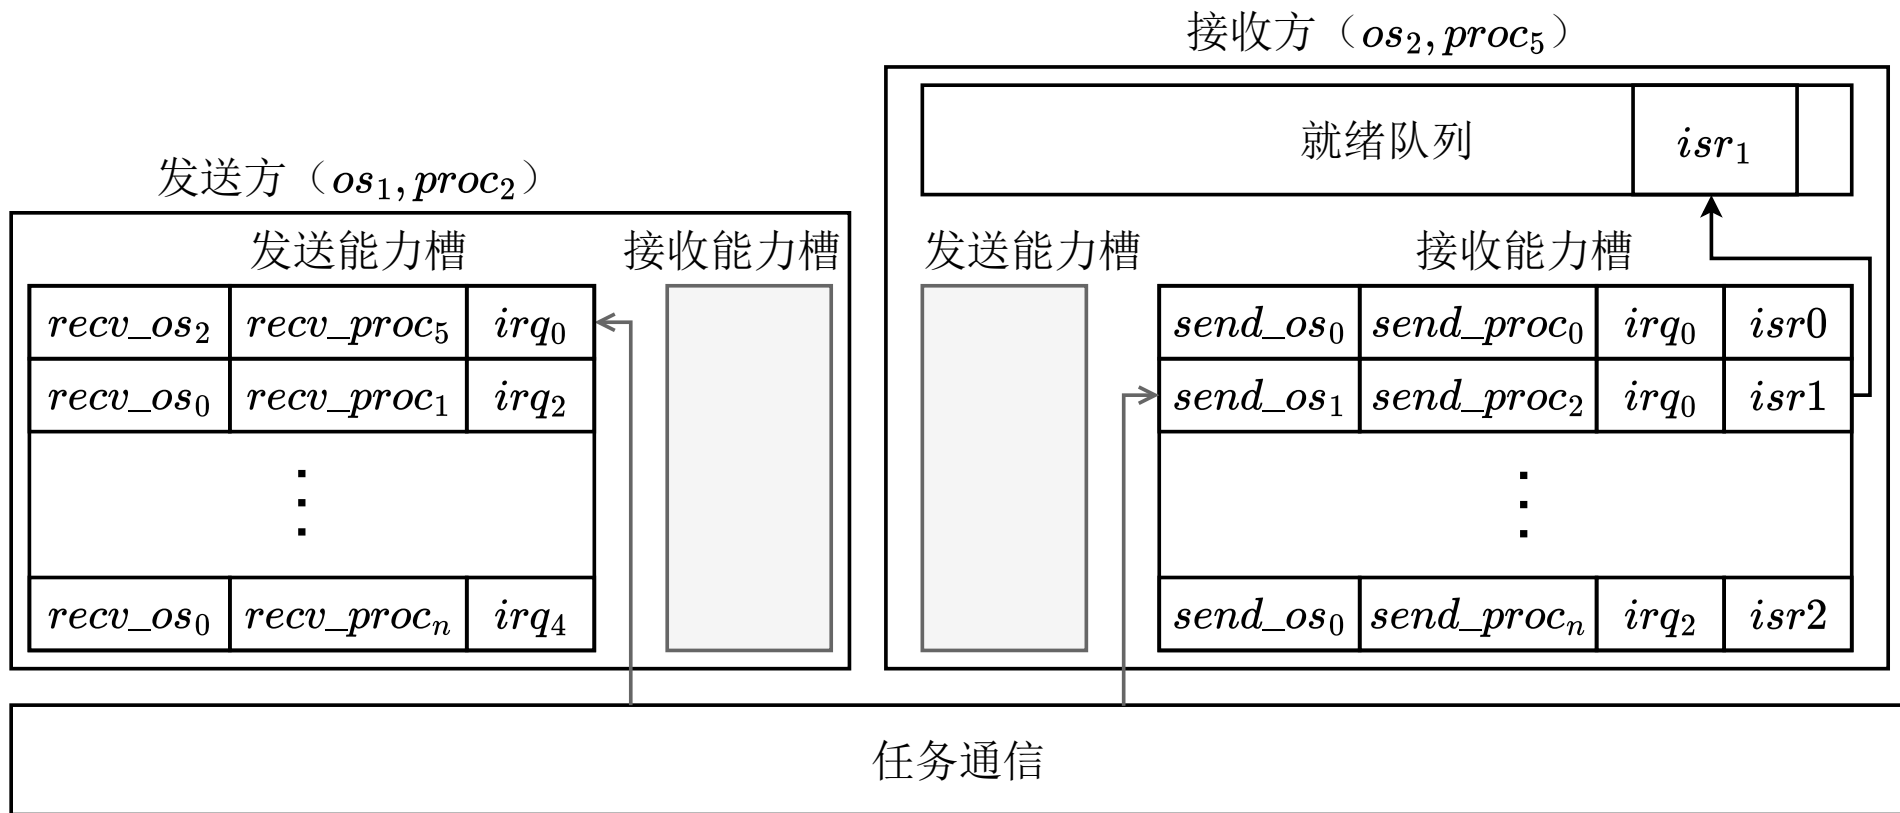 接收方（os₂, proc₅）
就绪队列 isr₁
发送方（os₁, proc₂）
发送能力槽 接收能力槽
recv_os₂ recv_proc₅ irq₀
recv_os₀ recv_proc₁ irq₂
⋮
recv_os₀ recv_procₙ irq₄
发送能力槽 接收能力槽
send_os₀ send_proc₀ irq₀ isr0
send_os₁ send_proc₂ irq₀ isr1
⋮
send_os₀ send_procₙ irq₂ isr2
任务通信